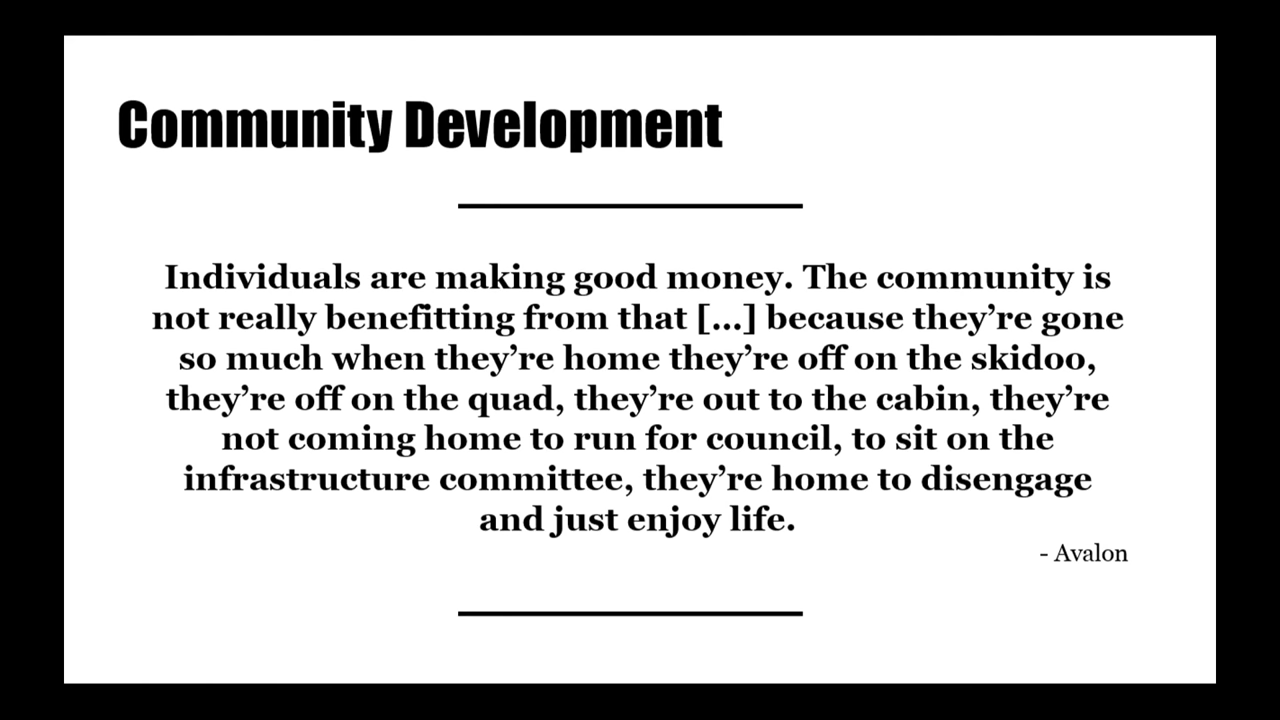 Community Development
Individuals are making good money. The community is
not really benefitting from that [...] because they’re gone
so much when they’re home they’re off on the skidoo,
they’re off on the quad, they’re out to the cabin, they’re
not coming home to run for council, to sit on the
infrastructure committee, they’re home to disengage
and just enjoy life.
- Avalon